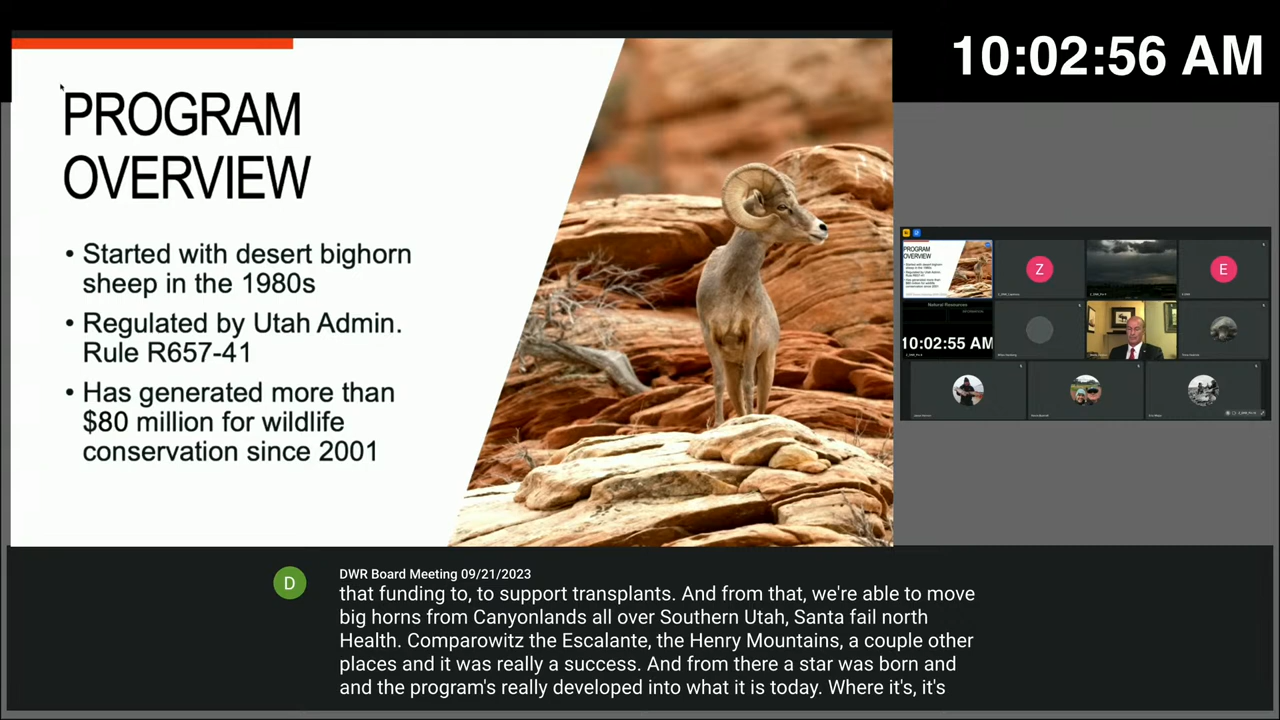 10:02:56 AM
PROGRAM
OVERVIEW
• Started with desert bighorn
sheep in the 1980s
• Regulated by Utah Admin.
Rule R657-41
• Has generated more than
$80 million for wildlife
conservation since 2001
PROGRAM
OVERVIEW
Z
E
Natural Resources
10:02:55 AM
D
DWR Board Meeting 09/21/2023
that funding to, to support transplants. And from that, we're able to move
big horns from Canyonlands all over Southern Utah, Santa fail north
Health. Comparowitz the Escalante, the Henry Mountains, a couple other
places and it was really a success. And from there a star was born and
and the program's really developed into what it is today. Where it's, it's